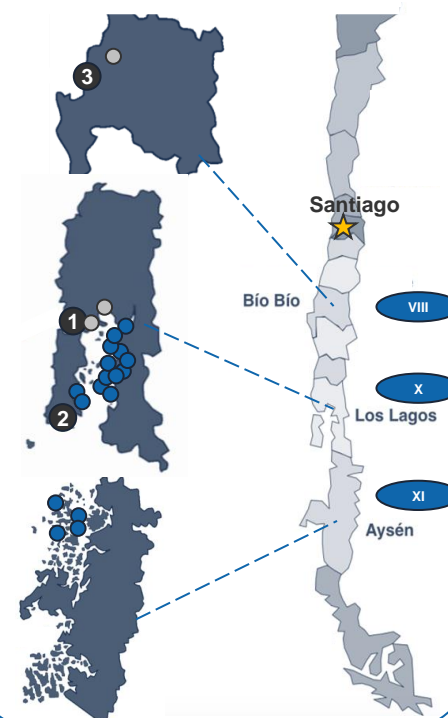 3
Santiago
Bío Bío
VIII
1
X
2
Los Lagos
XI
Aysén